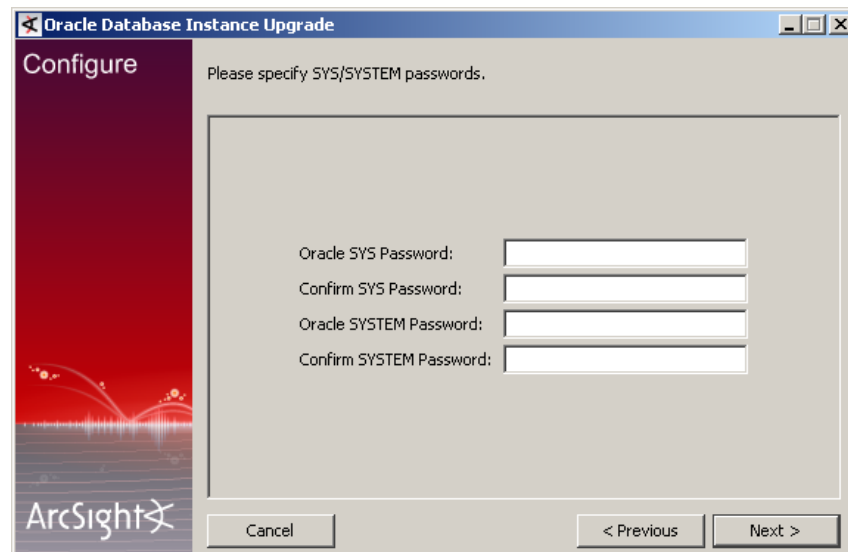 Oracle Database Instance Upgrade
Configure
Please specify SYS/SYSTEM passwords.
Oracle SYS Password:
Confirm SYS Password:
Oracle SYSTEM Password:
Confirm SYSTEM Password:
ArcSight
Cancel
< Previous
Next >